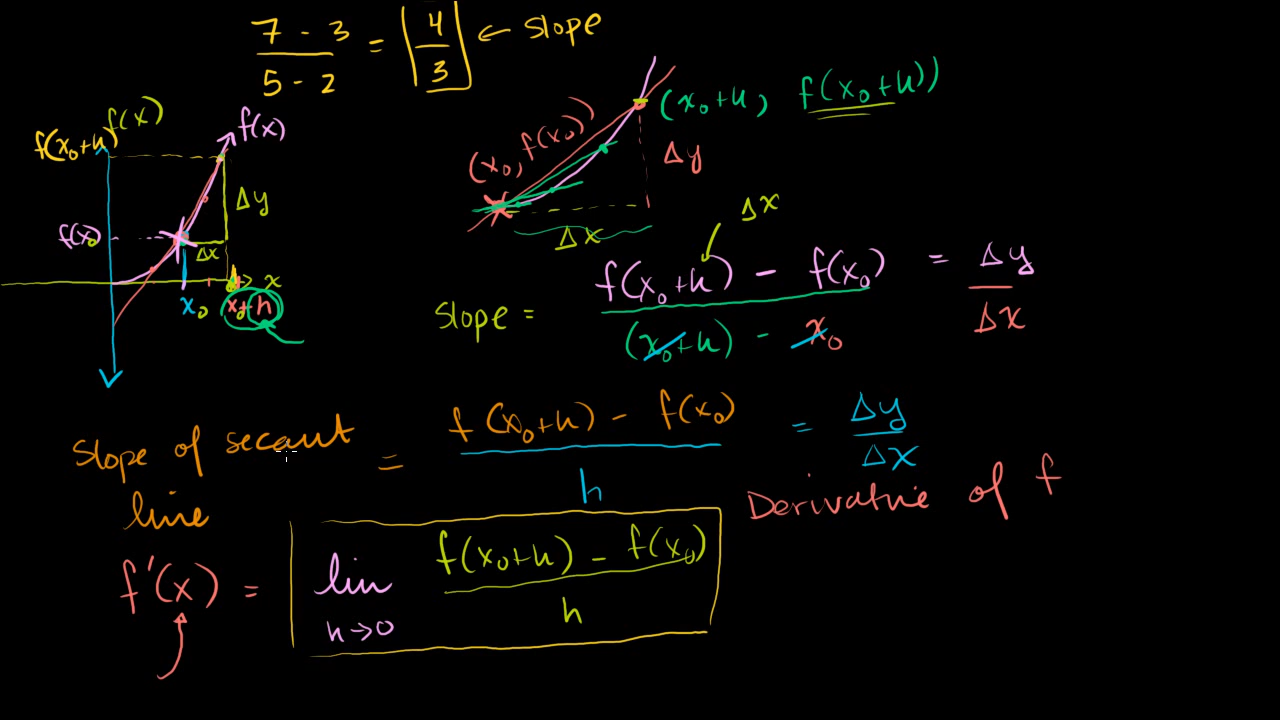 7 - 3 / 5 - 2 = 4/3 ← slope
f(x)
f(x₀+h)
f(x)
Δy
f(x₀)
Δx
x
x₀
x₀+h
(x₀+h, f(x₀+h))
(x₀, f(x₀))
Δy
Δx
Δx
Slope = f(x₀+h) - f(x₀) / (x₀+h) - x₀ = Δy/Δx
Slope of secant
line
= f(x₀+h) - f(x₀) / h = Δy/Δx
Derivative of f
f'(x) = lim h→0 f(x₀+h) - f(x₀) / h